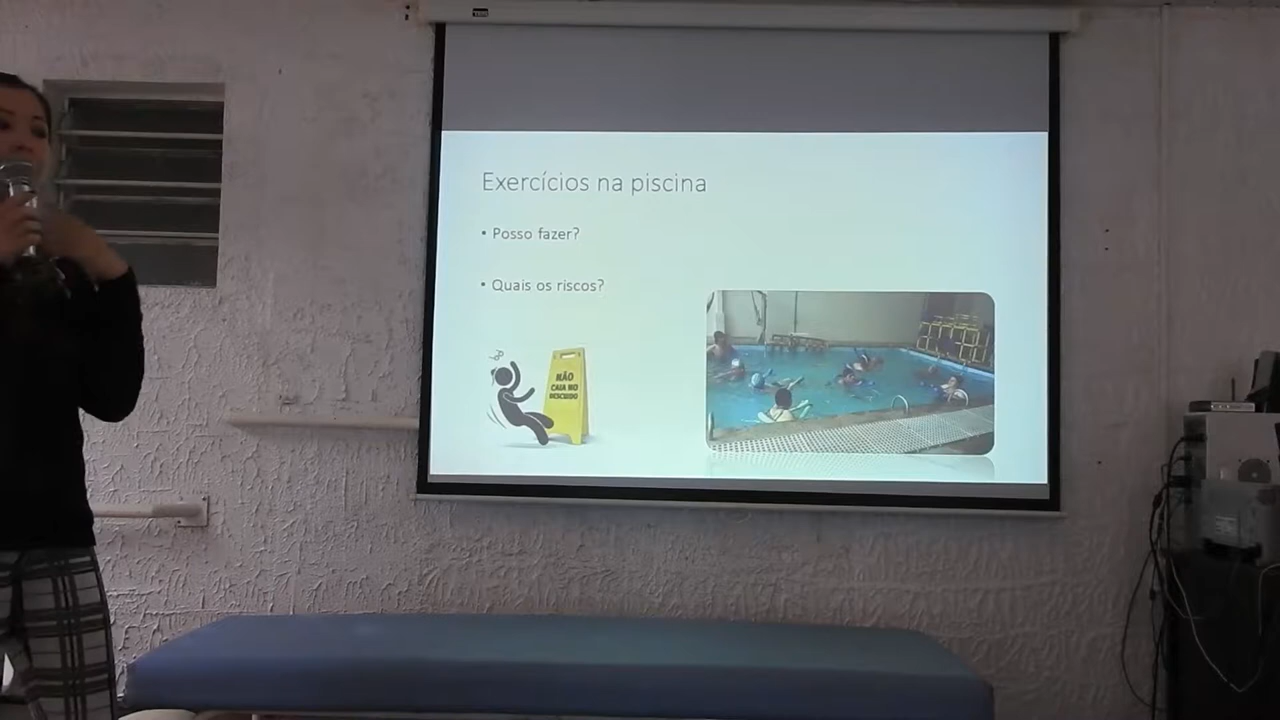 Exercícios na piscina
• Posso fazer?
• Quais os riscos?
NÃO
CAIA NO
DESCUIDO